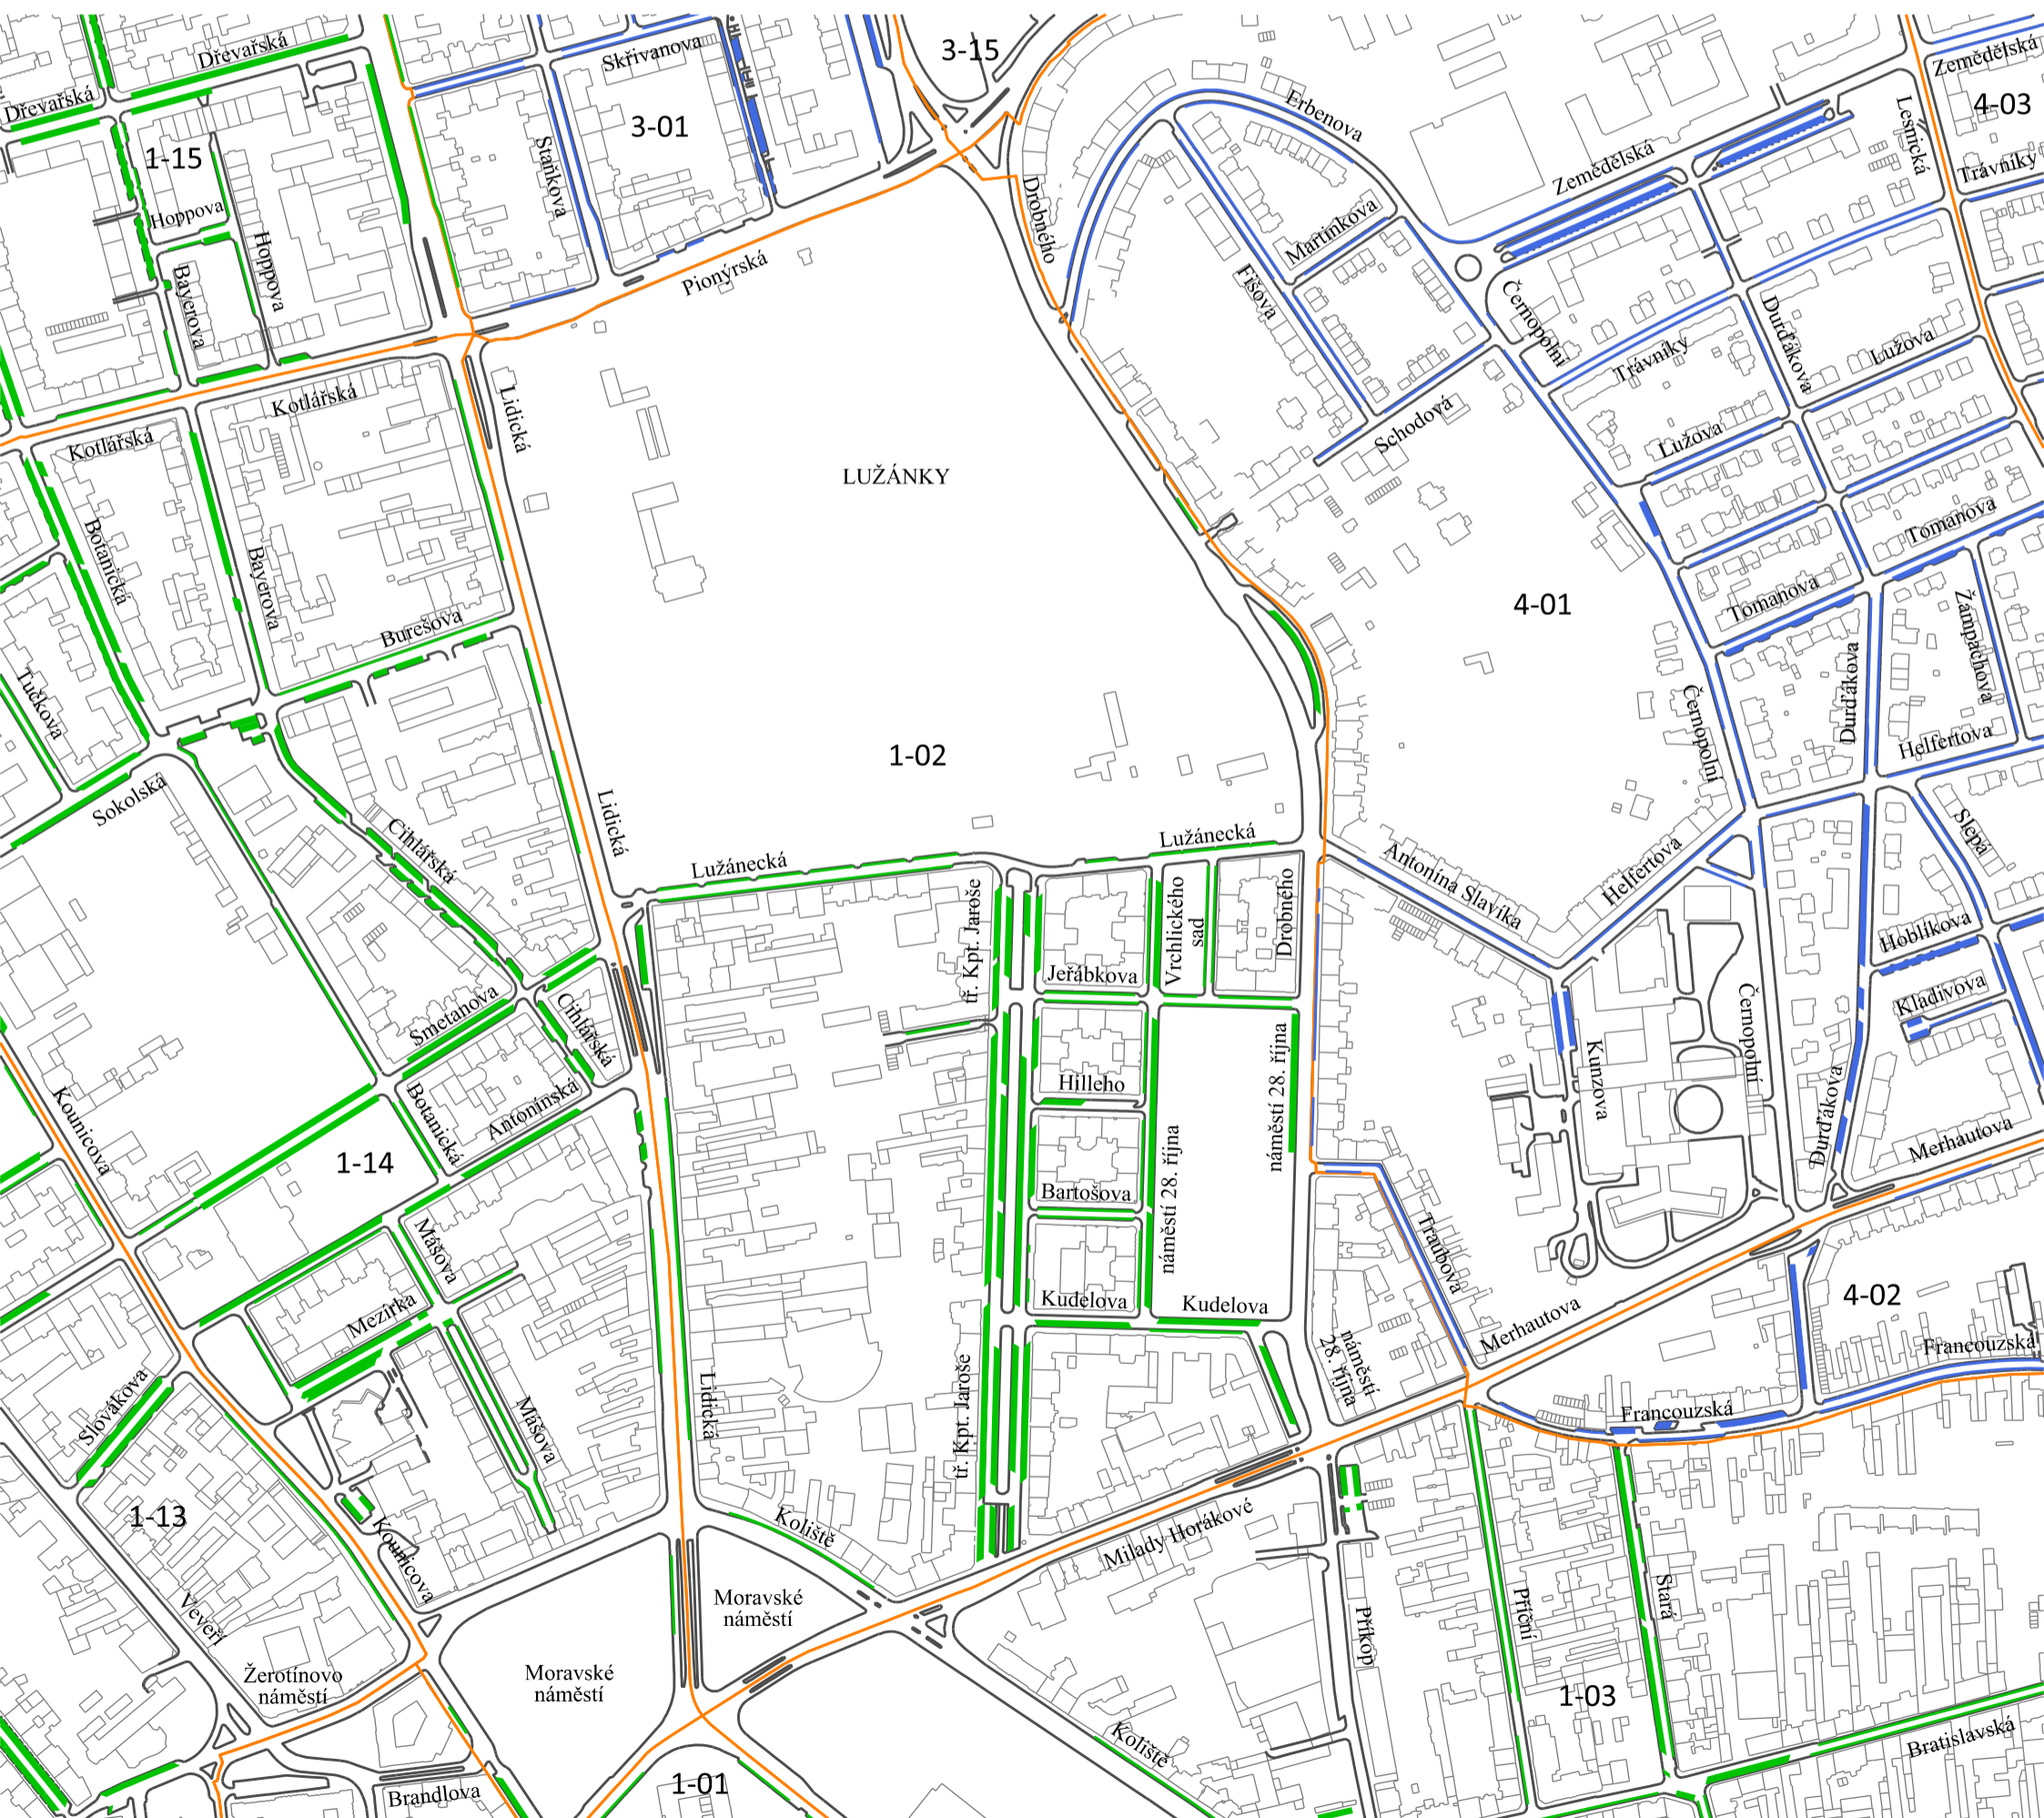 Dřevařská
Skřivanova
3-15
Zemědělská
4-03
Dřevařská
3-01
Erbenova
Lesnická
1-15
Staňkova
Zemědělská
Trávníky
Hoppova
Drobného
Martinkova
Hoppova
Pionýrská
Fišova
Bayerova
Černopolní
Durďákova
Lužova
Trávníky
Kotlářská
Lidická
Schodová
Kotlářská
Lužova
LUŽÁNKY
Botanická
Tomanova
Bayerova
Burešova
4-01
Tomanova
Žampachova
Tučkova
Durďákova
Černopolní
Helfertova
1-02
Sokolská
Lidická
Cihlářská
Lužánecká
Lužánecká
Antonína Slavíka
Helfertova
Slepá
tř. Kpt. Jaroše
Vrchlického
sad
Drobného
Hoblíkova
Jeřábkova
Smetanova
Cihlářská
Černopolní
Kladivova
Kounicova
Botanická
Antonínská
Hilleho
náměstí 28. října
Kunzova
Durďákova
Merhautova
1-14
Bartošova
náměstí 28. října
Mášova
Traubova
Mezírka
Kudelova
Kudelova
Merhautova
4-02
Slovákova
Mášova
Lidická
tř. Kpt. Jaroše
náměstí
28. října
Francouzská
Francouzská
1-13
Kounicova
Koliště
Milady Horákové
Veveří
Moravské
náměstí
Příkop
Příční
Stará
Žerotínovo
náměstí
Moravské
náměstí
1-03
Koliště
Bratislavská
Brandlova
1-01